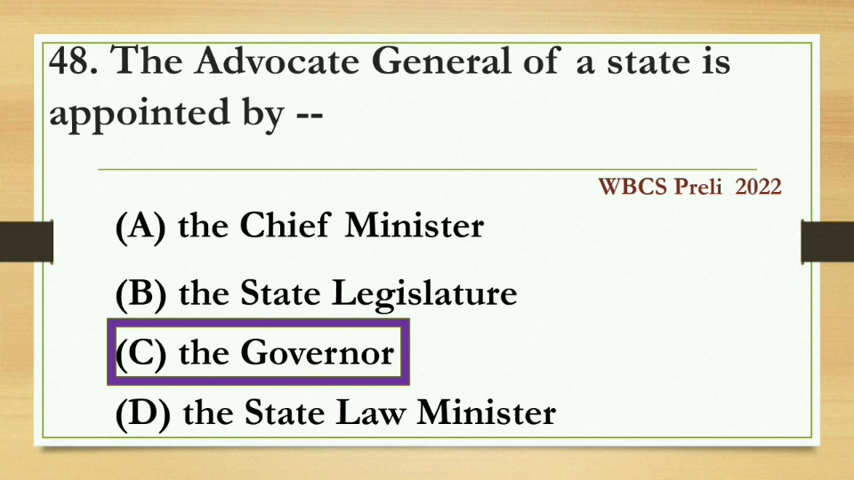 48. The Advocate General of a state is
appointed by --
WBCS Preli 2022
(A) the Chief Minister
(B) the State Legislature
(C) the Governor
(D) the State Law Minister